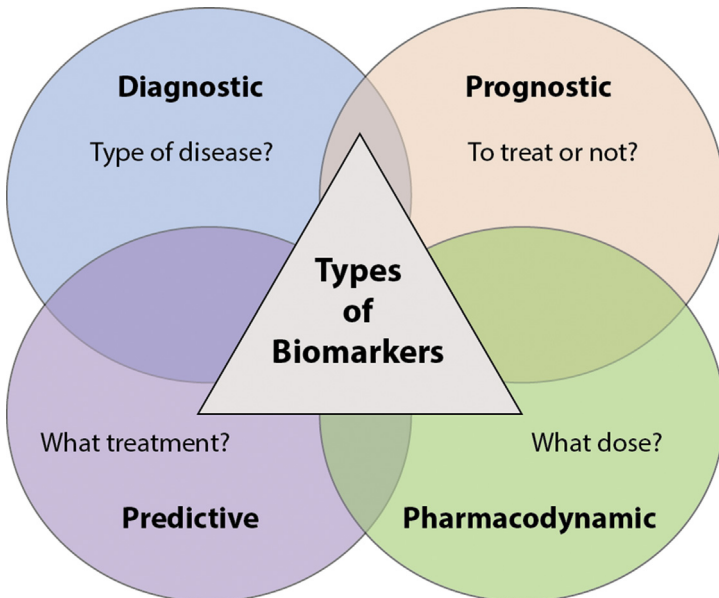 Diagnostic
Type of disease?
Prognostic
To treat or not?
Types
of
Biomarkers
What treatment?
Predictive
What dose?
Pharmacodynamic